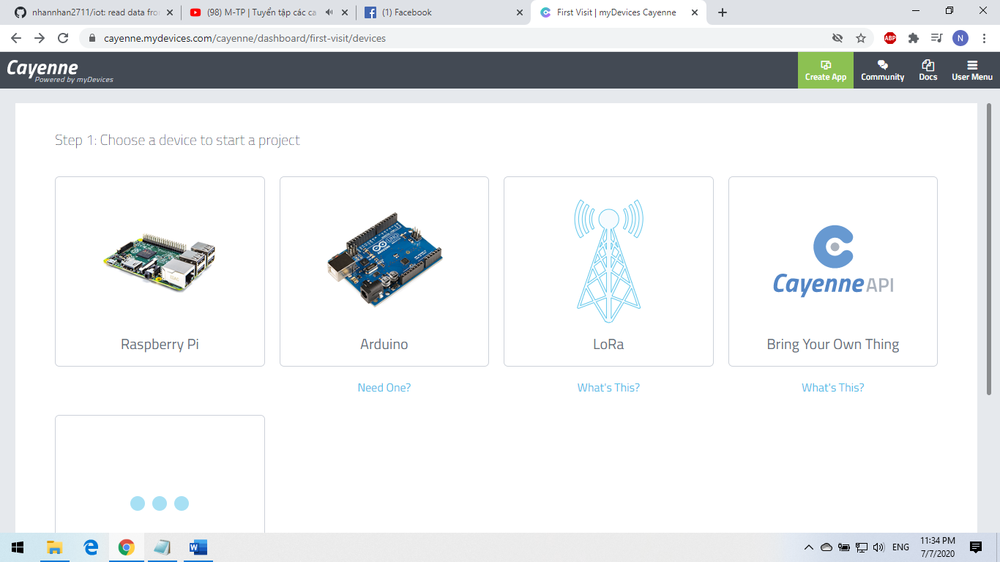 nhannhan2711/iot: read data fro
(98) M-TP | Tuyển tập các ca
(1) Facebook
First Visit | myDevices Cayenne
cayenne.mydevices.com/cayenne/dashboard/first-visit/devices
ABP
N
Cayenne
Powered by myDevices
Create App
Community
Docs
User Menu
Step 1: Choose a device to start a project
Raspberry Pi
Arduino
LoRa
Cayenne API
Bring Your Own Thing
Need One?
What's This?
What's This?
ENG
11:34 PM
7/7/2020